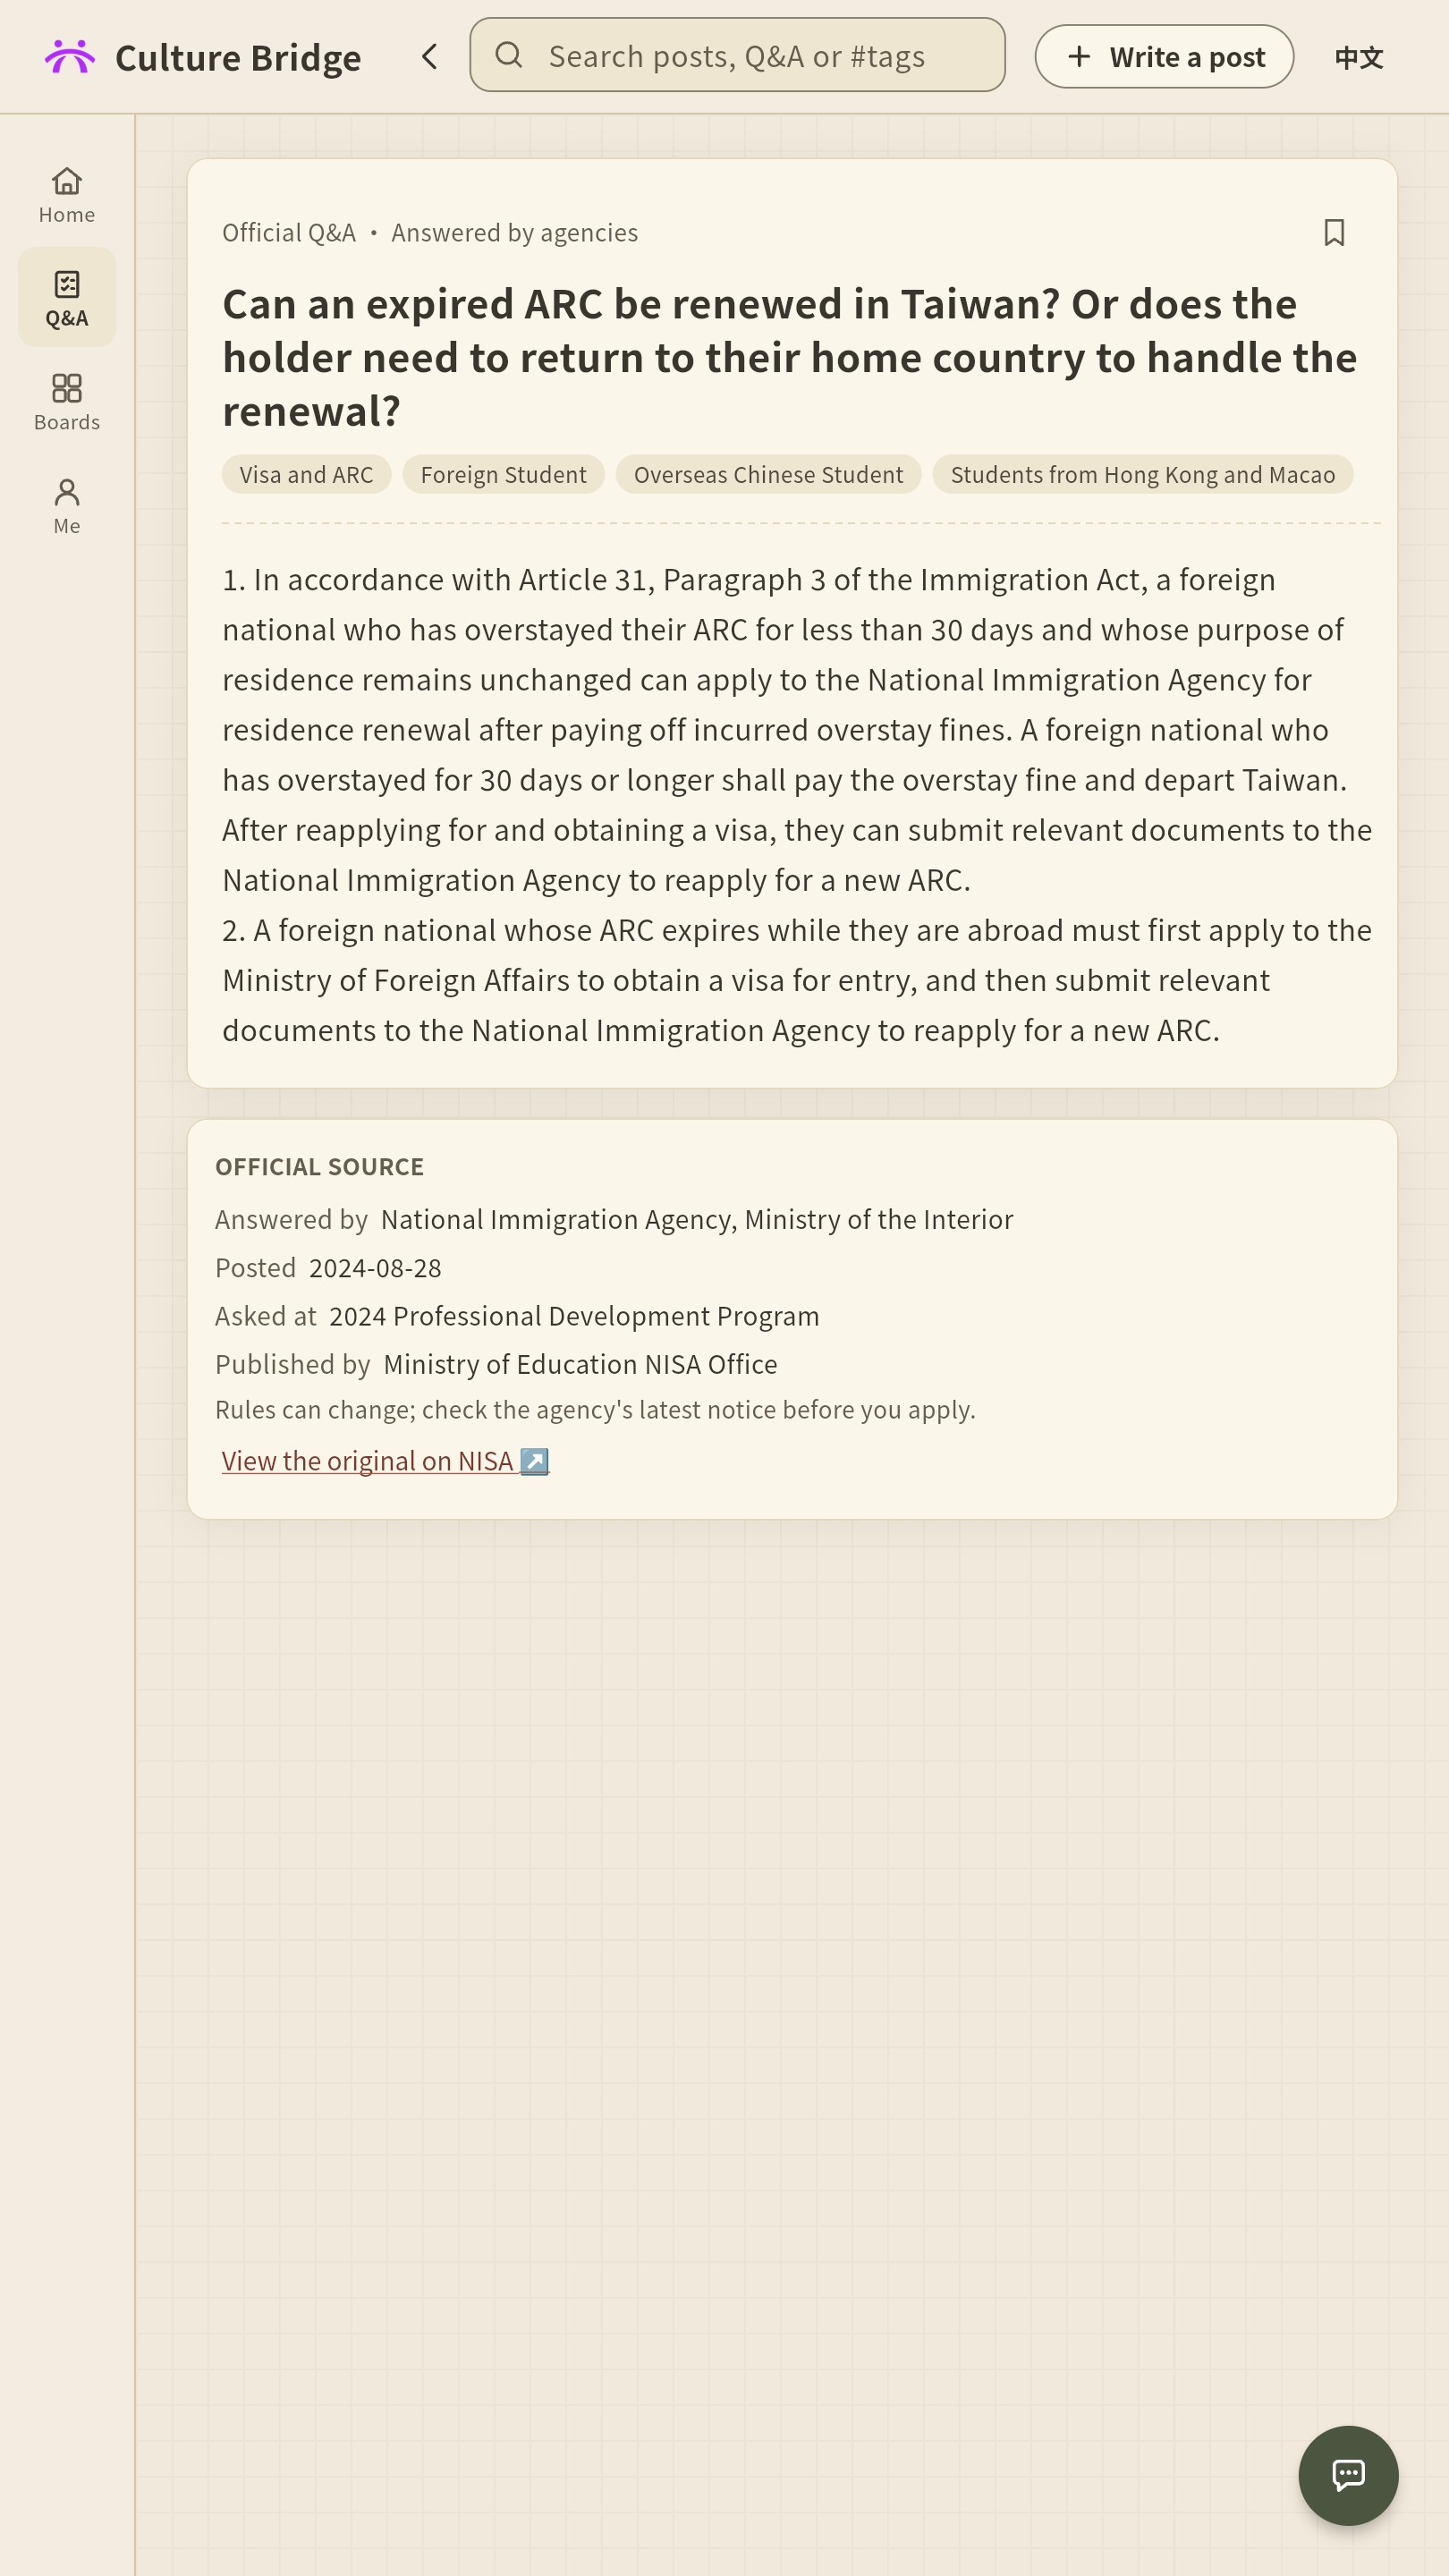 Culture Bridge
Search posts, Q&A or #tags
Write a post
中文
Home
Q&A
Boards
Me
Official Q&A • Answered by agencies
Can an expired ARC be renewed in Taiwan? Or does the
holder need to return to their home country to handle the
renewal?
Visa and ARC
Foreign Student
Overseas Chinese Student
Students from Hong Kong and Macao
1. In accordance with Article 31, Paragraph 3 of the Immigration Act, a foreign
national who has overstayed their ARC for less than 30 days and whose purpose of
residence remains unchanged can apply to the National Immigration Agency for
residence renewal after paying off incurred overstay fines. A foreign national who
has overstayed for 30 days or longer shall pay the overstay fine and depart Taiwan.
After reapplying for and obtaining a visa, they can submit relevant documents to the
National Immigration Agency to reapply for a new ARC.
2. A foreign national whose ARC expires while they are abroad must first apply to the
Ministry of Foreign Affairs to obtain a visa for entry, and then submit relevant
documents to the National Immigration Agency to reapply for a new ARC.
OFFICIAL SOURCE
Answered by National Immigration Agency, Ministry of the Interior
Posted 2024-08-28
Asked at 2024 Professional Development Program
Published by Ministry of Education NISA Office
Rules can change; check the agency's latest notice before you apply.
View the original on NISA ↗️